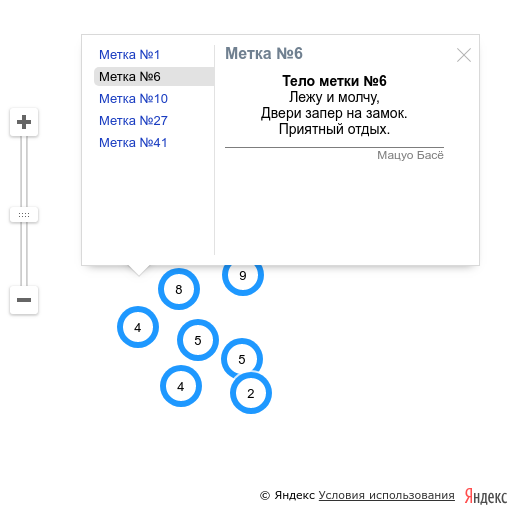 Метка №1
Метка №6
Метка №10
Метка №27
Метка №41
Метка №6
Тело метки №6
Лежу и молчу,
Двери запер на замок.
Приятный отдых.
Мацуо Басё
9
8
4
5
5
4
2
© Яндекс Условия использования Яндекс